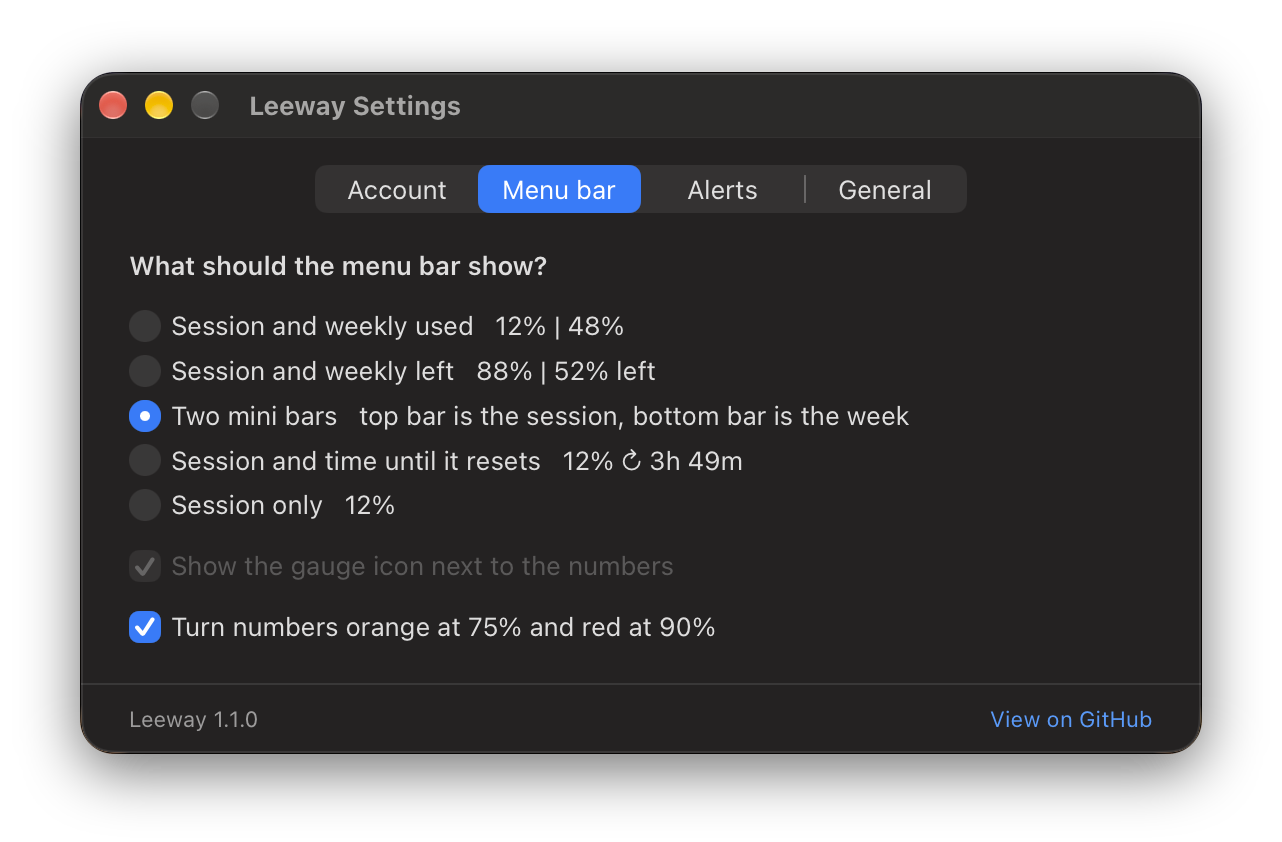 Leeway Settings
Account Menu bar Alerts General
What should the menu bar show?
Session and weekly used 12% | 48%
Session and weekly left 88% | 52% left
Two mini bars top bar is the session, bottom bar is the week
Session and time until it resets 12% ↻ 3h 49m
Session only 12%
Show the gauge icon next to the numbers
Turn numbers orange at 75% and red at 90%
Leeway 1.1.0 View on GitHub